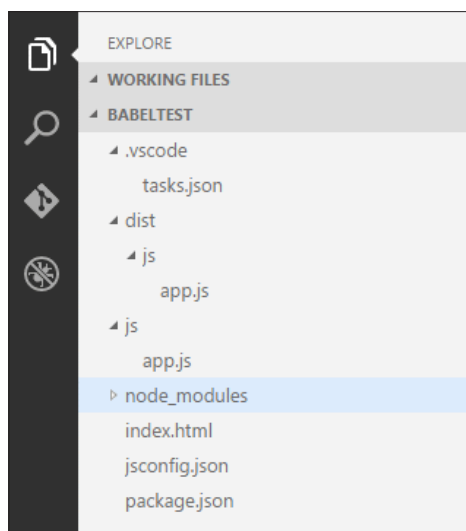 EXPLORE
WORKING FILES
BABELTEST
.vscode
tasks.json
dist
js
app.js
js
app.js
node_modules
index.html
jsconfig.json
package.json